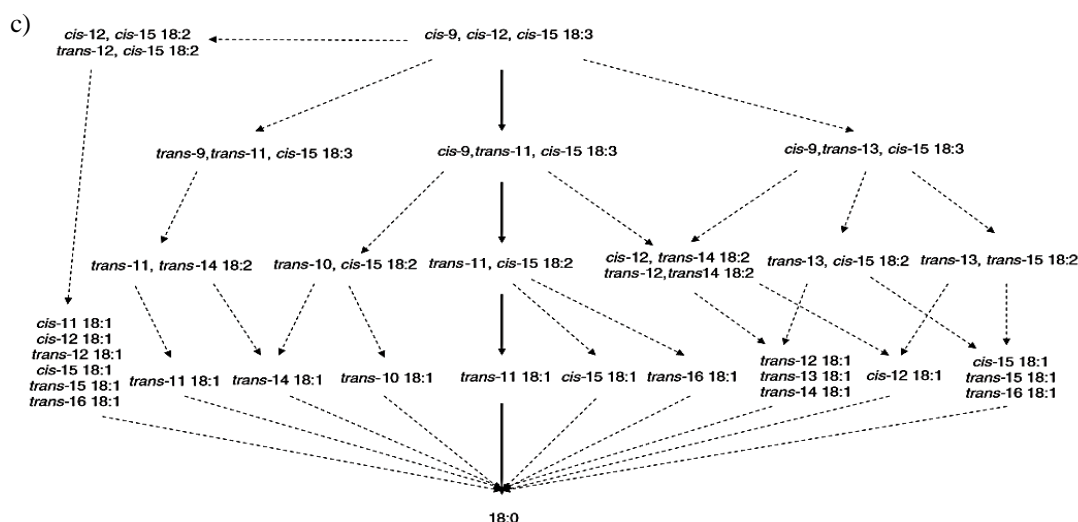 c)
cis-12, cis-15 18:2
trans-12, cis-15 18:2
cis-9, cis-12, cis-15 18:3
trans-9,trans-11, cis-15 18:3
cis-9,trans-11, cis-15 18:3
cis-9,trans-13, cis-15 18:3
trans-11, trans-14 18:2
trans-10, cis-15 18:2
trans-11, cis-15 18:2
cis-12, trans-14 18:2
trans-12,trans14 18:2
trans-13, cis-15 18:2
trans-13, trans-15 18:2
cis-11 18:1
cis-12 18:1
trans-12 18:1
cis-15 18:1
trans-15 18:1
trans-16 18:1
trans-11 18:1
trans-14 18:1
trans-10 18:1
trans-11 18:1
cis-15 18:1
trans-16 18:1
trans-12 18:1
trans-13 18:1
trans-14 18:1
cis-12 18:1
cis-15 18:1
trans-15 18:1
trans-16 18:1
18:0